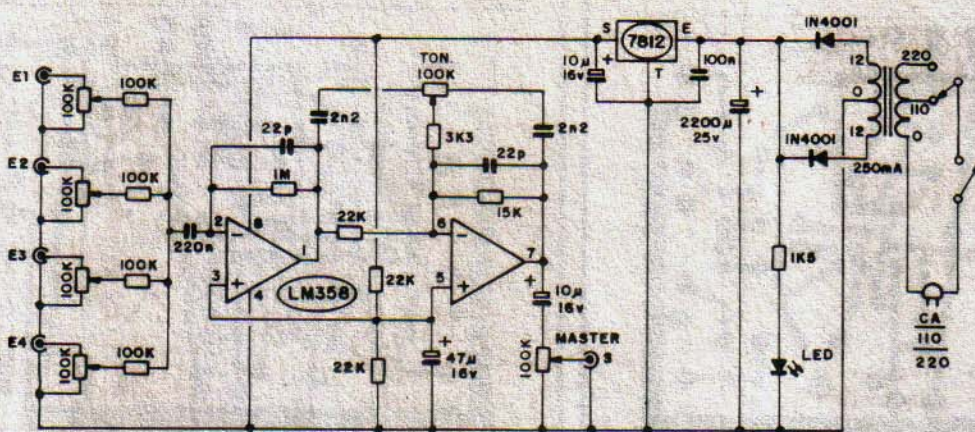 E1
100K
100K
E2
100K
100K
E3
100K
100K
E4
100K
100K
220n
22p
1M
2
3
8
4
1
LM358
2n2
TON.
100K
3K3
22p
15K
2n2
22K
6
5
7
22K
22K
47µ
16v
10µ
16v
100K
MASTER
S
10µ
16v
S
7812
E
T
100n
2200µ
25v
1N4001
1N4001
12
0
12
250mA
220
110
0
1K5
LED
CA
110
220